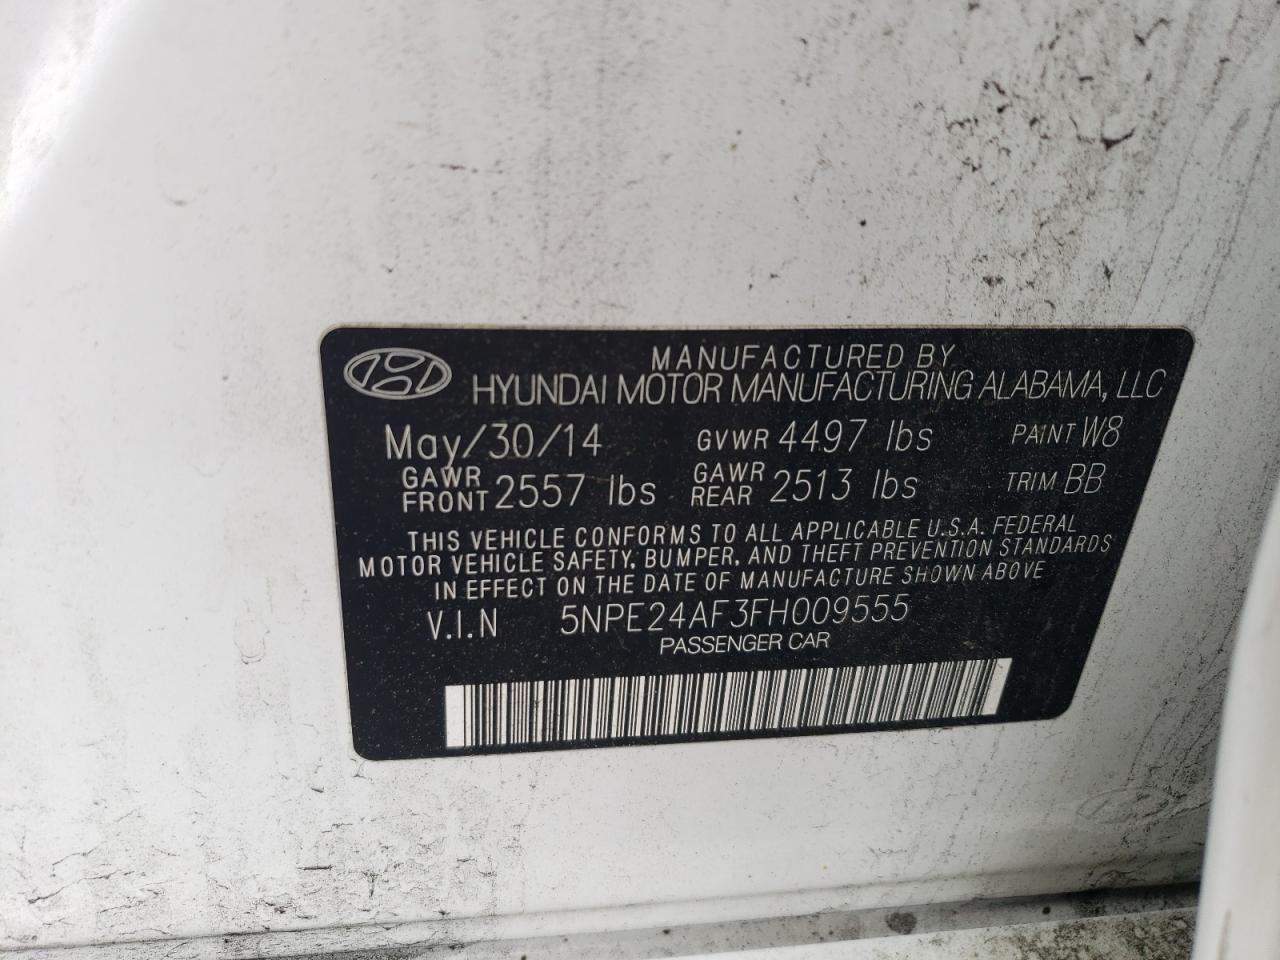 MANUFACTURED BY
HYUNDAI MOTOR MANUFACTURING ALABAMA, LLC
May/30/14 GVWR 4497 lbs PAINT W8
GAWR FRONT 2557 lbs GAWR REAR 2513 lbs TRIM BB
THIS VEHICLE CONFORMS TO ALL APPLICABLE U.S.A. FEDERAL
MOTOR VEHICLE SAFETY, BUMPER, AND THEFT PREVENTION STANDARDS
IN EFFECT ON THE DATE OF MANUFACTURE SHOWN ABOVE
V.I.N 5NPE24AF3FH009555
PASSENGER CAR